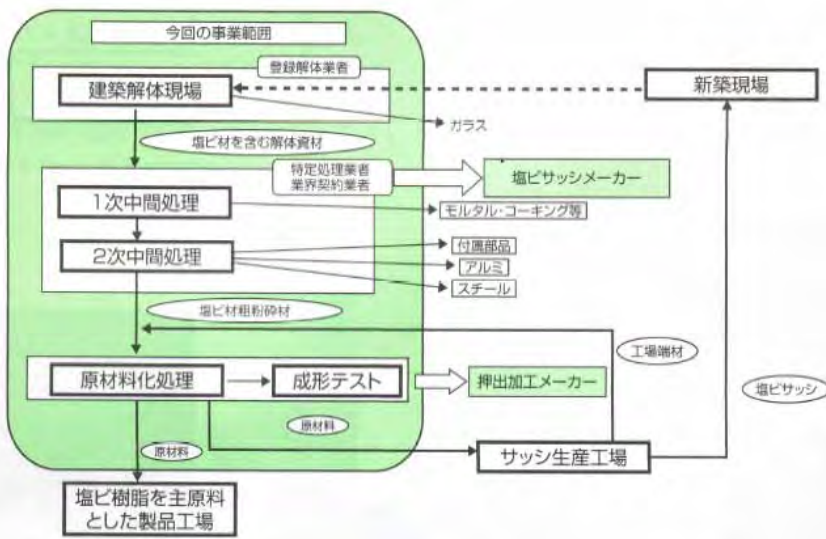 今回の事業範囲
登録解体業者
建築解体現場
新築現場
ガラス
塩ビ材を含む解体資材
特定処理業者
業界契約業者
塩ビサッシメーカー
1次中間処理
モルタル・コーキング等
2次中間処理
付属部品
アルミ
スチール
塩ビ材粗粉砕材
工場端材
原材料化処理
成形テスト
押出加工メーカー
塩ビサッシ
原材料
原材料
サッシ生産工場
塩ビ樹脂を主原料
とした製品工場